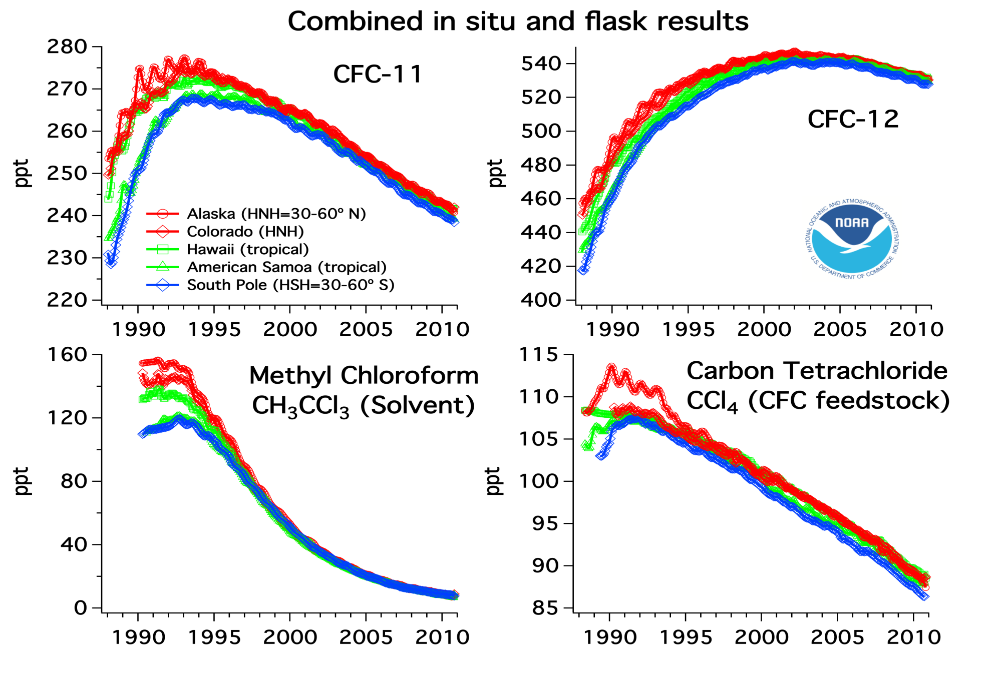 Combined in situ and flask results
280
270
260
250
240
230
220
ppt
CFC-11
Alaska (HNH=30-60º N)
Colorado (HNH)
Hawaii (tropical)
American Samoa (tropical)
South Pole (HSH=30-60º S)
1990 1995 2000 2005 2010
540
520
500
480
460
440
420
400
ppt
CFC-12
NATIONAL OCEANIC AND ATMOSPHERIC ADMINISTRATION
NOAA
U.S. DEPARTMENT OF COMMERCE
1990 1995 2000 2005 2010
160
120
80
40
0
ppt
Methyl Chloroform
CH₃CCl₃ (Solvent)
1990 1995 2000 2005 2010
115
110
105
100
95
90
85
ppt
Carbon Tetrachloride
CCl₄ (CFC feedstock)
1990 1995 2000 2005 2010